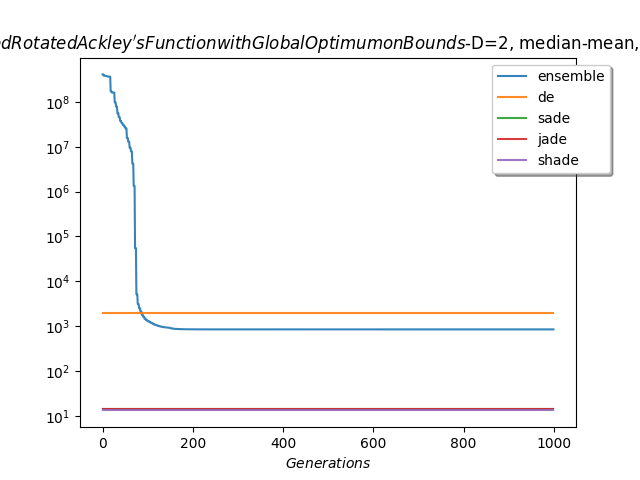 edRotatedAckley'sFunctionwithGlobalOptimumonBounds-D=2, median-mean,
ensemble
de
sade
jade
shade
10^8
10^7
10^6
10^5
10^4
10^3
10^2
10^1
0 200 400 600 800 1000
Generations